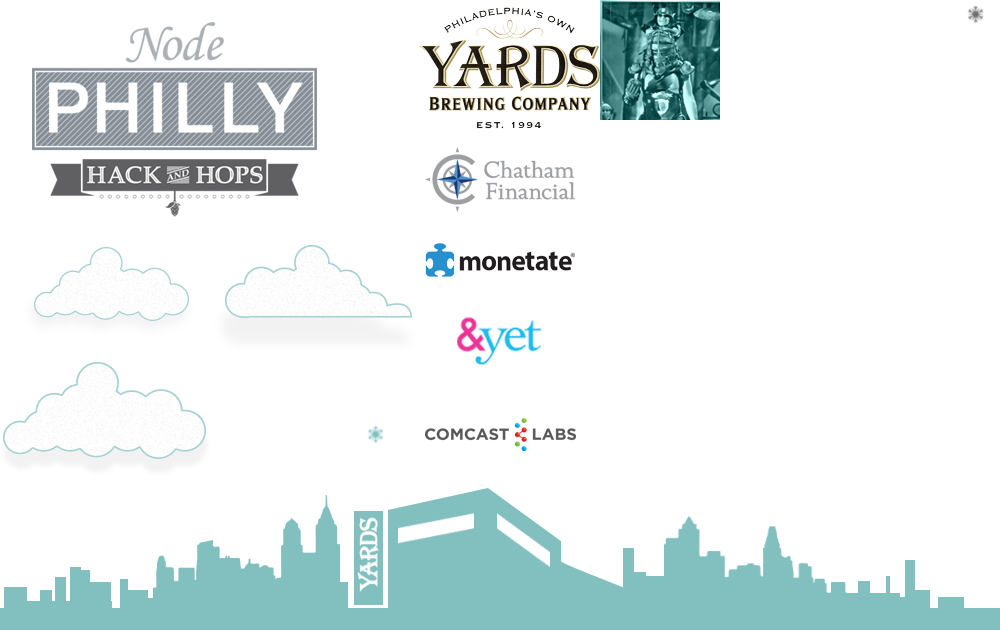 Node
PHILLY
HACK AND HOPS
PHILADELPHIA'S OWN
YARDS
BREWING COMPANY
EST. 1994
Chatham
Financial
monetate®
&yet
COMCAST LABS
YARDS